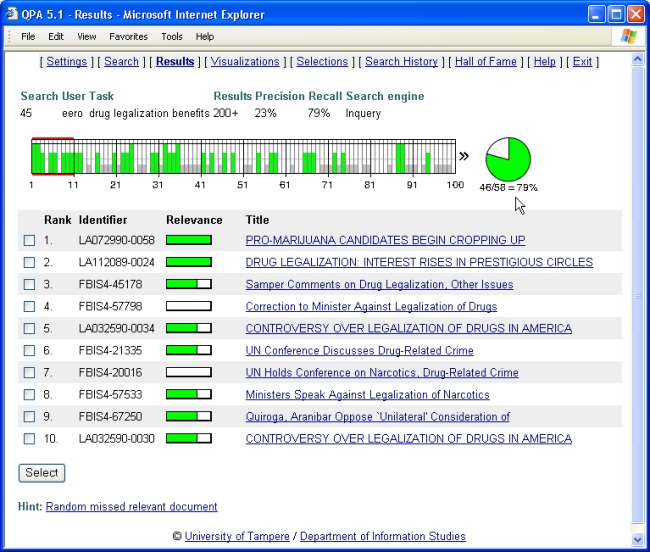 QPA 5.1 - Results - Microsoft Internet Explorer
File Edit View Favorites Tools Help
[ Settings ] [ Search ] [ Results ] [ Visualizations ] [ Selections ] [ Search History ] [ Hall of Fame ] [ Help ] [ Exit ]
Search User Task Results Precision Recall Search engine
45 eero drug legalization benefits 200+ 23% 79% Inquery
»
1 11 21 31 41 51 61 71 81 91 100
46/58 = 79%
Rank Identifier Relevance Title
1. LA072990-0058 PRO-MARIJUANA CANDIDATES BEGIN CROPPING UP
2. LA112089-0024 DRUG LEGALIZATION: INTEREST RISES IN PRESTIGIOUS CIRCLES
3. FBIS4-45178 Samper Comments on Drug Legalization, Other Issues
4. FBIS4-57798 Correction to Minister Against Legalization of Drugs
5. LA032590-0034 CONTROVERSY OVER LEGALIZATION OF DRUGS IN AMERICA
6. FBIS4-21335 UN Conference Discusses Drug-Related Crime
7. FBIS4-20016 UN Holds Conference on Narcotics, Drug-Related Crime
8. FBIS4-57533 Ministers Speak Against Legalization of Narcotics
9. FBIS4-67250 Quiroga, Aranibar Oppose `Unilateral' Consideration of
10. LA032590-0030 CONTROVERSY OVER LEGALIZATION OF DRUGS IN AMERICA
Select
Hint: Random missed relevant document
© University of Tampere / Department of Information Studies